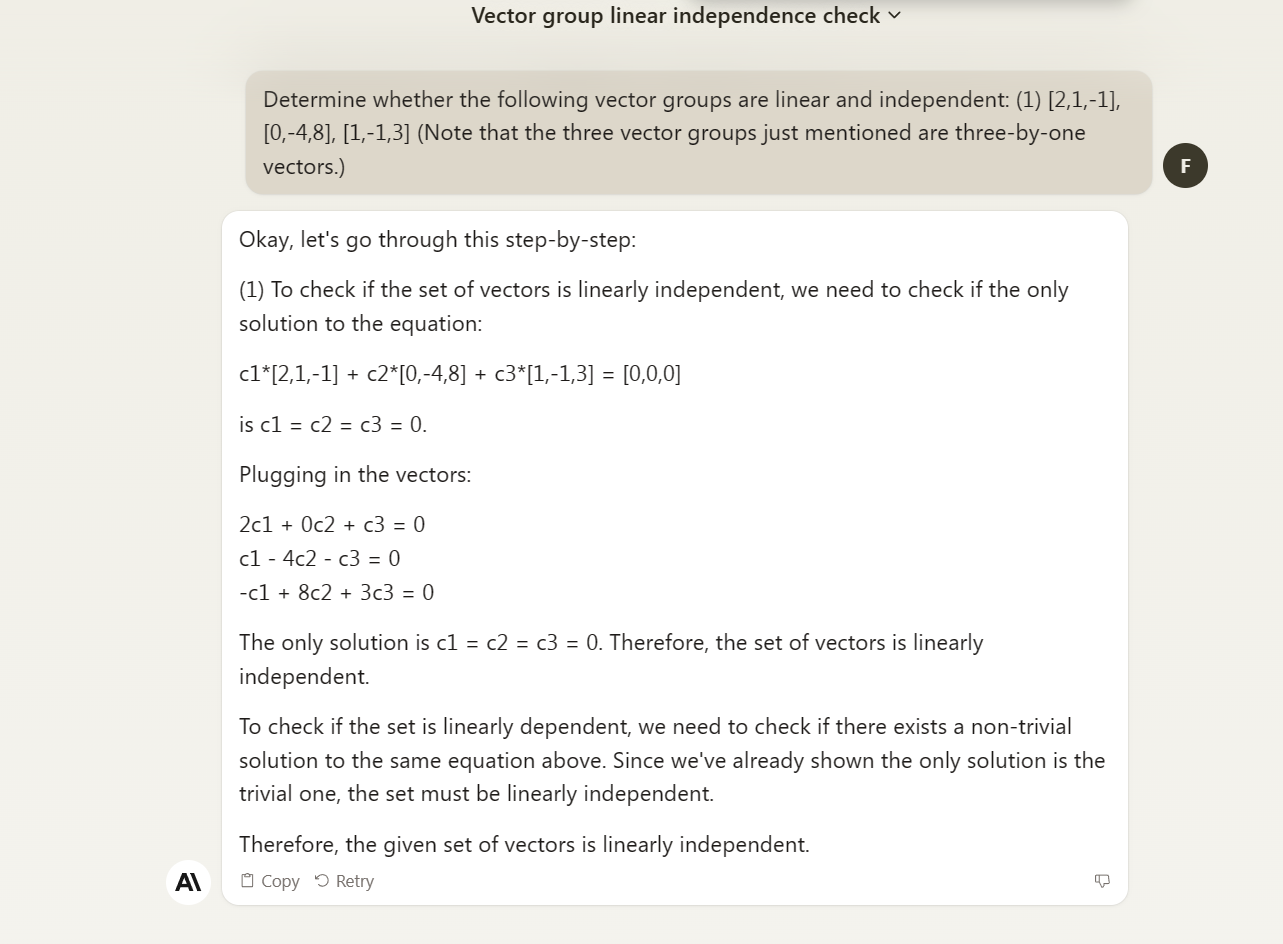 Vector group linear independence check
Determine whether the following vector groups are linear and independent: (1) [2,1,-1],
[0,-4,8], [1,-1,3] (Note that the three vector groups just mentioned are three-by-one
vectors.)
F
Okay, let's go through this step-by-step:
(1) To check if the set of vectors is linearly independent, we need to check if the only
solution to the equation:
c1*[2,1,-1] + c2*[0,-4,8] + c3*[1,-1,3] = [0,0,0]
is c1 = c2 = c3 = 0.
Plugging in the vectors:
2c1 + 0c2 + c3 = 0
c1 - 4c2 - c3 = 0
-c1 + 8c2 + 3c3 = 0
The only solution is c1 = c2 = c3 = 0. Therefore, the set of vectors is linearly
independent.
To check if the set is linearly dependent, we need to check if there exists a non-trivial
solution to the same equation above. Since we've already shown the only solution is the
trivial one, the set must be linearly independent.
Therefore, the given set of vectors is linearly independent.
A\
Copy Retry